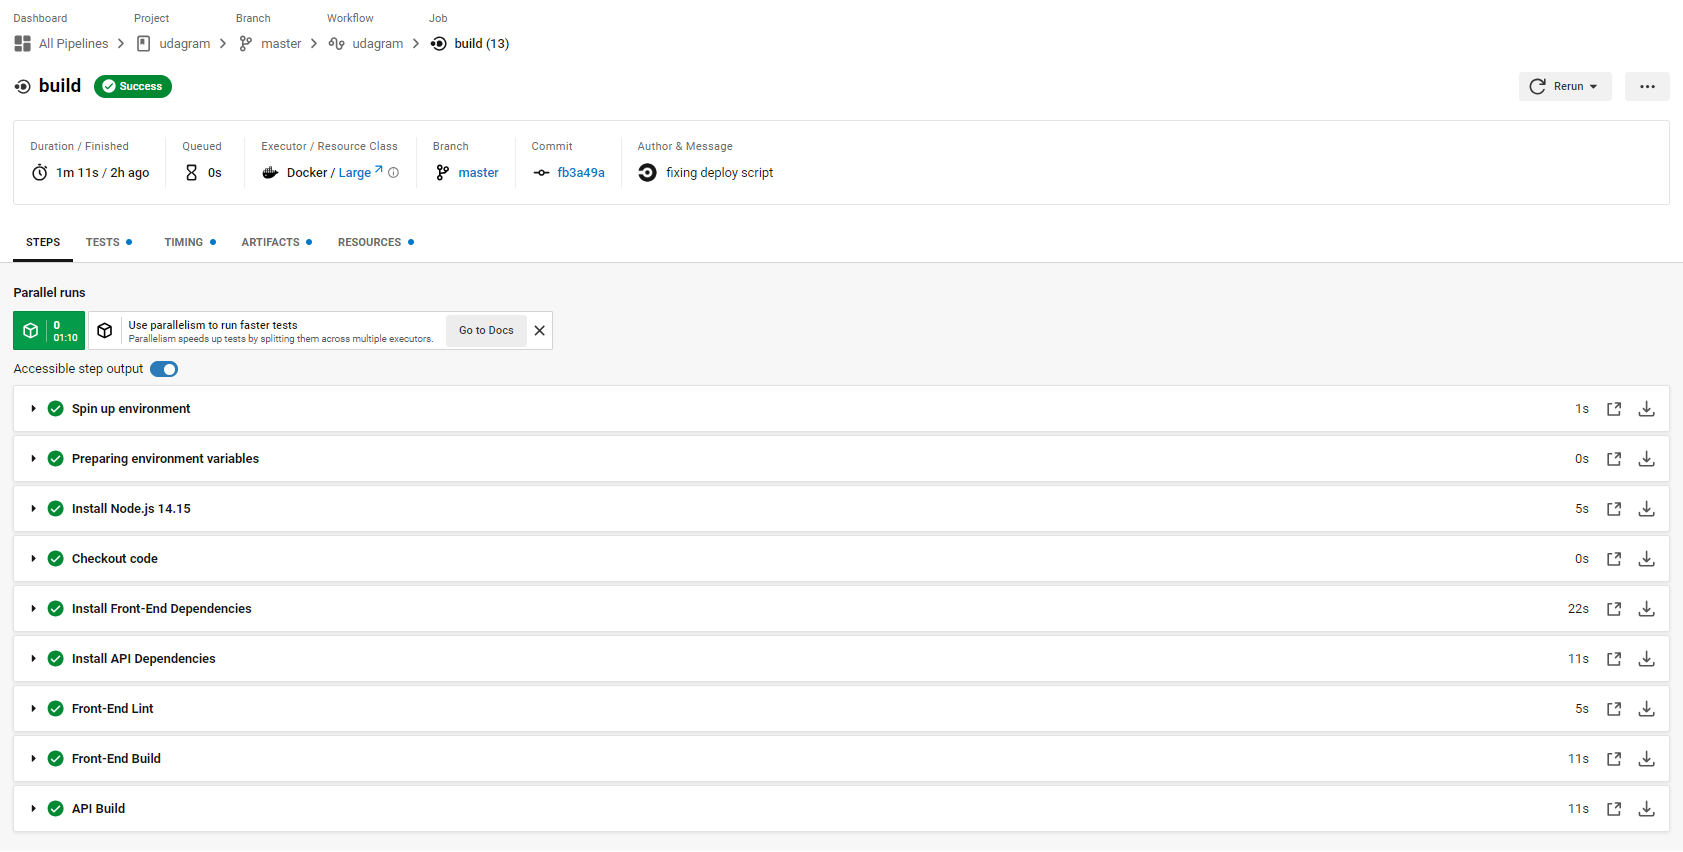 Dashboard Project Branch Workflow Job
All Pipelines udagram master udagram build (13)
build Success Rerun
Duration / Finished Queued Executor / Resource Class Branch Commit Author & Message
1m 11s / 2h ago 0s Docker / Large master fb3a49a fixing deploy script
STEPS TESTS TIMING ARTIFACTS RESOURCES
Parallel runs
0
01:10
Use parallelism to run faster tests
Parallelism speeds up tests by splitting them across multiple executors.
Go to Docs
Accessible step output
Spin up environment 1s
Preparing environment variables 0s
Install Node.js 14.15 5s
Checkout code 0s
Install Front-End Dependencies 22s
Install API Dependencies 11s
Front-End Lint 5s
Front-End Build 11s
API Build 11s